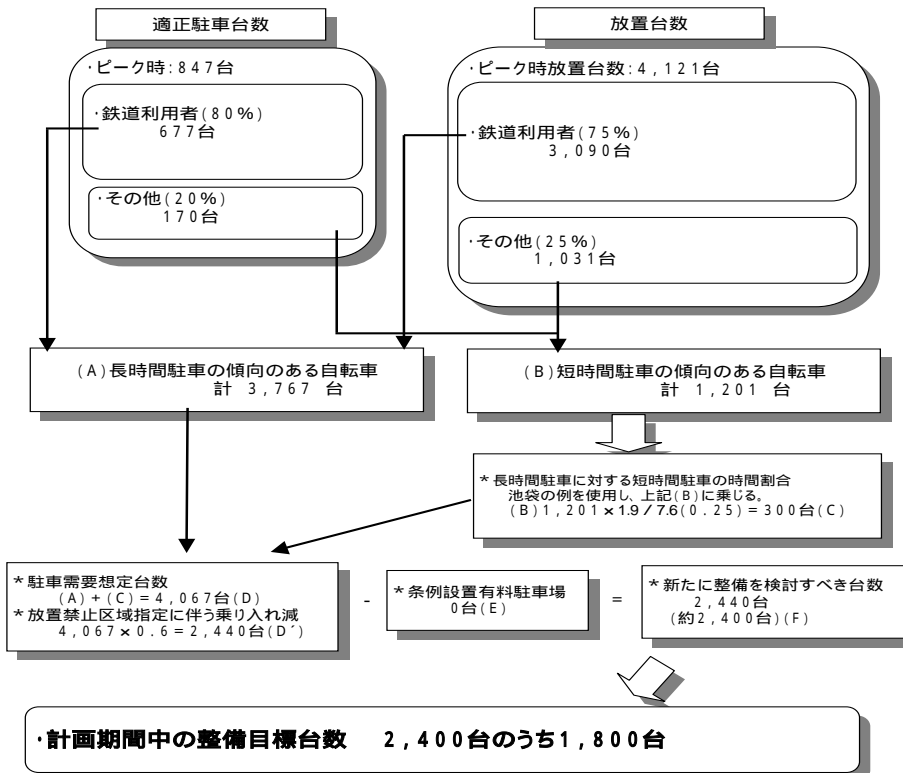 適正駐車台数
・ピーク時:847台
・鉄道利用者(80%)
677台
・その他(20%)
170台
放置台数
・ピーク時放置台数:4,121台
・鉄道利用者(75%)
3,090台
・その他(25%)
1,031台
(A)長時間駐車の傾向のある自転車
計 3,767 台
(B)短時間駐車の傾向のある自転車
計 1,201 台
*長時間駐車に対する短時間駐車の時間割合
池袋の例を使用し、上記(B)に乗じる。
(B)1,201×1.9/7.6(0.25)=300台(C)
*駐車需要想定台数
(A)+(C)=4,067台(D)
*放置禁止区域指定に伴う乗り入れ減
4,067×0.6=2,440台(D´)
-
*条例設置有料駐車場
0台(E)
=
*新たに整備を検討すべき台数
2,440台
(約2,400台)(F)
・計画期間中の整備目標台数 2,400台のうち1,800台